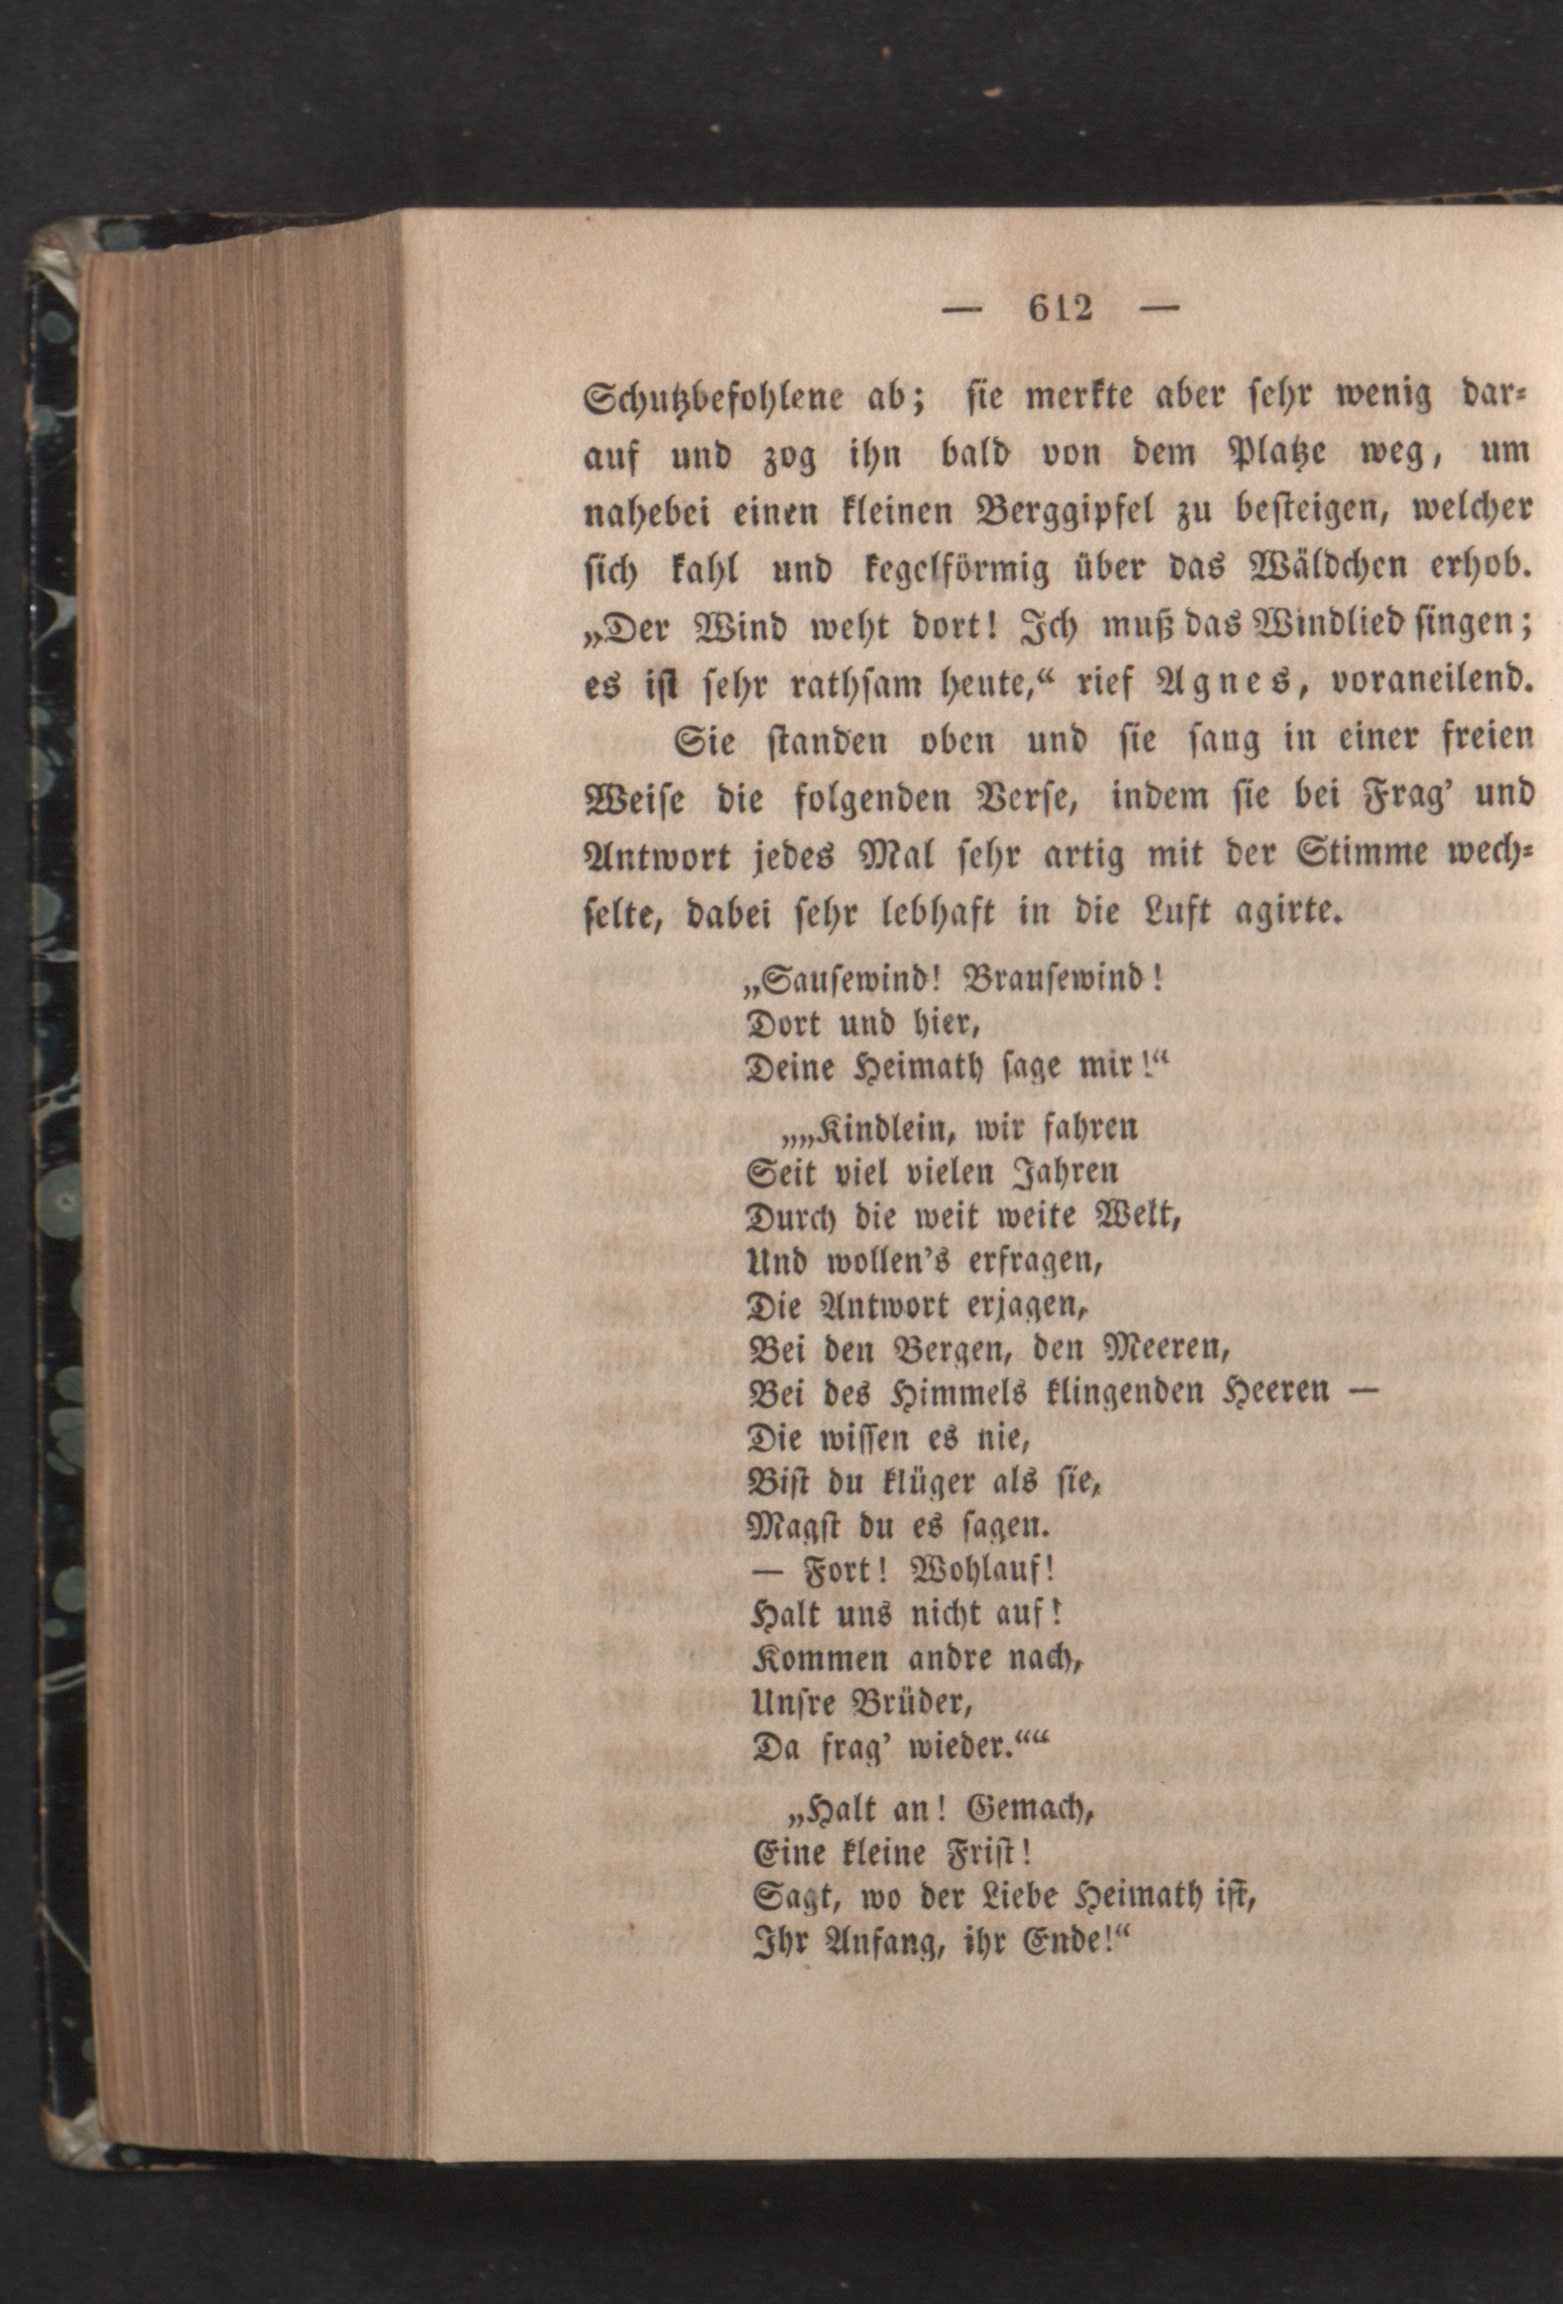 — 612 —
Schutzbefohlene ab; sie merkte aber sehr wenig dar-
auf und zog ihn bald von dem Platze weg, um
nahebei einen kleinen Berggipfel zu besteigen, welcher
sich kahl und kegelförmig über das Wäldchen erhob.
„Der Wind weht dort! Ich muß das Windlied singen;
es ist sehr rathsam heute,“ rief Agnes, voraneilend.
Sie standen oben und sie sang in einer freien
Weise die folgenden Verse, indem sie bei Frag’ und
Antwort jedes Mal sehr artig mit der Stimme wech-
selte, dabei sehr lebhaft in die Luft agirte.
„Sausewind! Brausewind!
Dort und hier,
Deine Heimath sage mir!“
„„Kindlein, wir fahren
Seit viel vielen Jahren
Durch die weit weite Welt,
Und wollen’s erfragen,
Die Antwort erjagen,
Bei den Bergen, den Meeren,
Bei des Himmels klingenden Heeren —
Die wissen es nie,
Bist du klüger als sie,
Magst du es sagen.
— Fort! Wohlauf!
Halt uns nicht auf!
Kommen andre nach,
Unsre Brüder,
Da frag’ wieder.““
„Halt an! Gemach,
Eine kleine Frist!
Sagt, wo der Liebe Heimath ist,
Ihr Anfang, ihr Ende!“